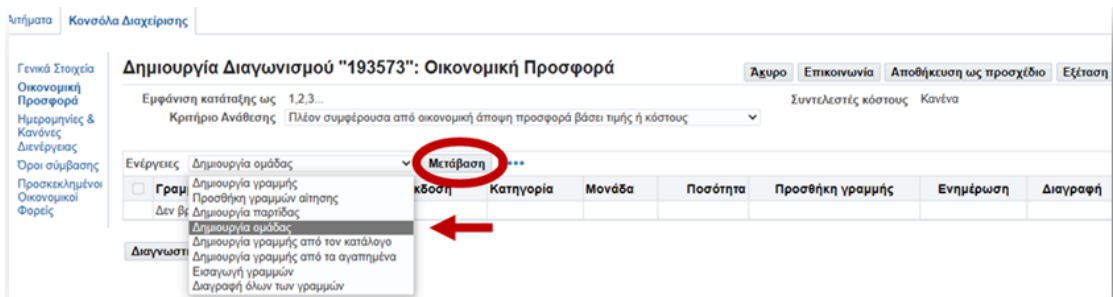 Αιτήματα Κονσόλα Διαχείρισης
Γενικά Στοιχεία
Οικονομική
Προσφορά
Ημερομηνίες &
Κανόνες
Διενέργειας
Όροι σύμβασης
Προσκεκλημένοι
Οικονομικοί
Φορείς
Δημιουργία Διαγωνισμού "193573": Οικονομική Προσφορά
Άκυρο Επικοινωνία Αποθήκευση ως προσχέδιο Εξέταση
Εμφάνιση κατάταξης ως 1,2,3... Συντελεστές κόστους Κανένα
Κριτήριο Ανάθεσης Πλέον συμφέρουσα από οικονομική άποψη προσφορά βάσει τιμής ή κόστους
Ενέργειες Δημιουργία ομάδας Μετάβαση
Γραμ κδοση Κατηγορία Μονάδα Ποσότητα Προσθήκη γραμμής Ενημέρωση Διαγραφή
Δεν βρ
Δημιουργία γραμμής
Προσθήκη γραμμών αίτησης
Δημιουργία παρτίδας
Δημιουργία ομάδας
Δημιουργία γραμμής από τον κατάλογο
Δημιουργία γραμμής από τα αγαπημένα
Εισαγωγή γραμμών
Διαγραφή όλων των γραμμών
Διαγνωστ